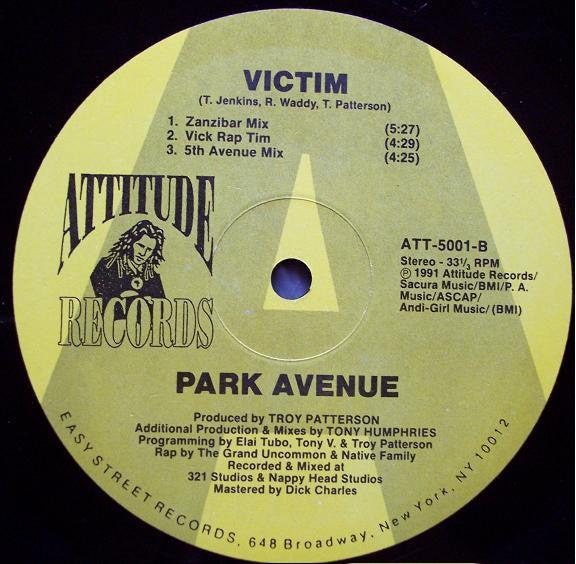 VICTIM
(T. Jenkins, R. Waddy, T. Patterson)
1. Zanzibar Mix (5:27)
2. Vick Rap Tim (4:29)
3. 5th Avenue Mix (4:25)
ATTITUDE
RECORDS
ATT-5001-B
Stereo - 33⅓ RPM
Ⓟ 1991 Attitude Records/
Sacura Music/BMI/P. A.
Music/ASCAP/
Andi-Girl Music/(BMI)
PARK AVENUE
Produced by TROY PATTERSON
Additional Production & Mixes by TONY HUMPHRIES
Programming by Elai Tubo, Tony V. & Troy Patterson
Rap by The Grand Uncommon & Native Family
Recorded & Mixed at
321 Studios & Nappy Head Studios
Mastered by Dick Charles
EASY STREET RECORDS, 648 Broadway, New York, NY 10012